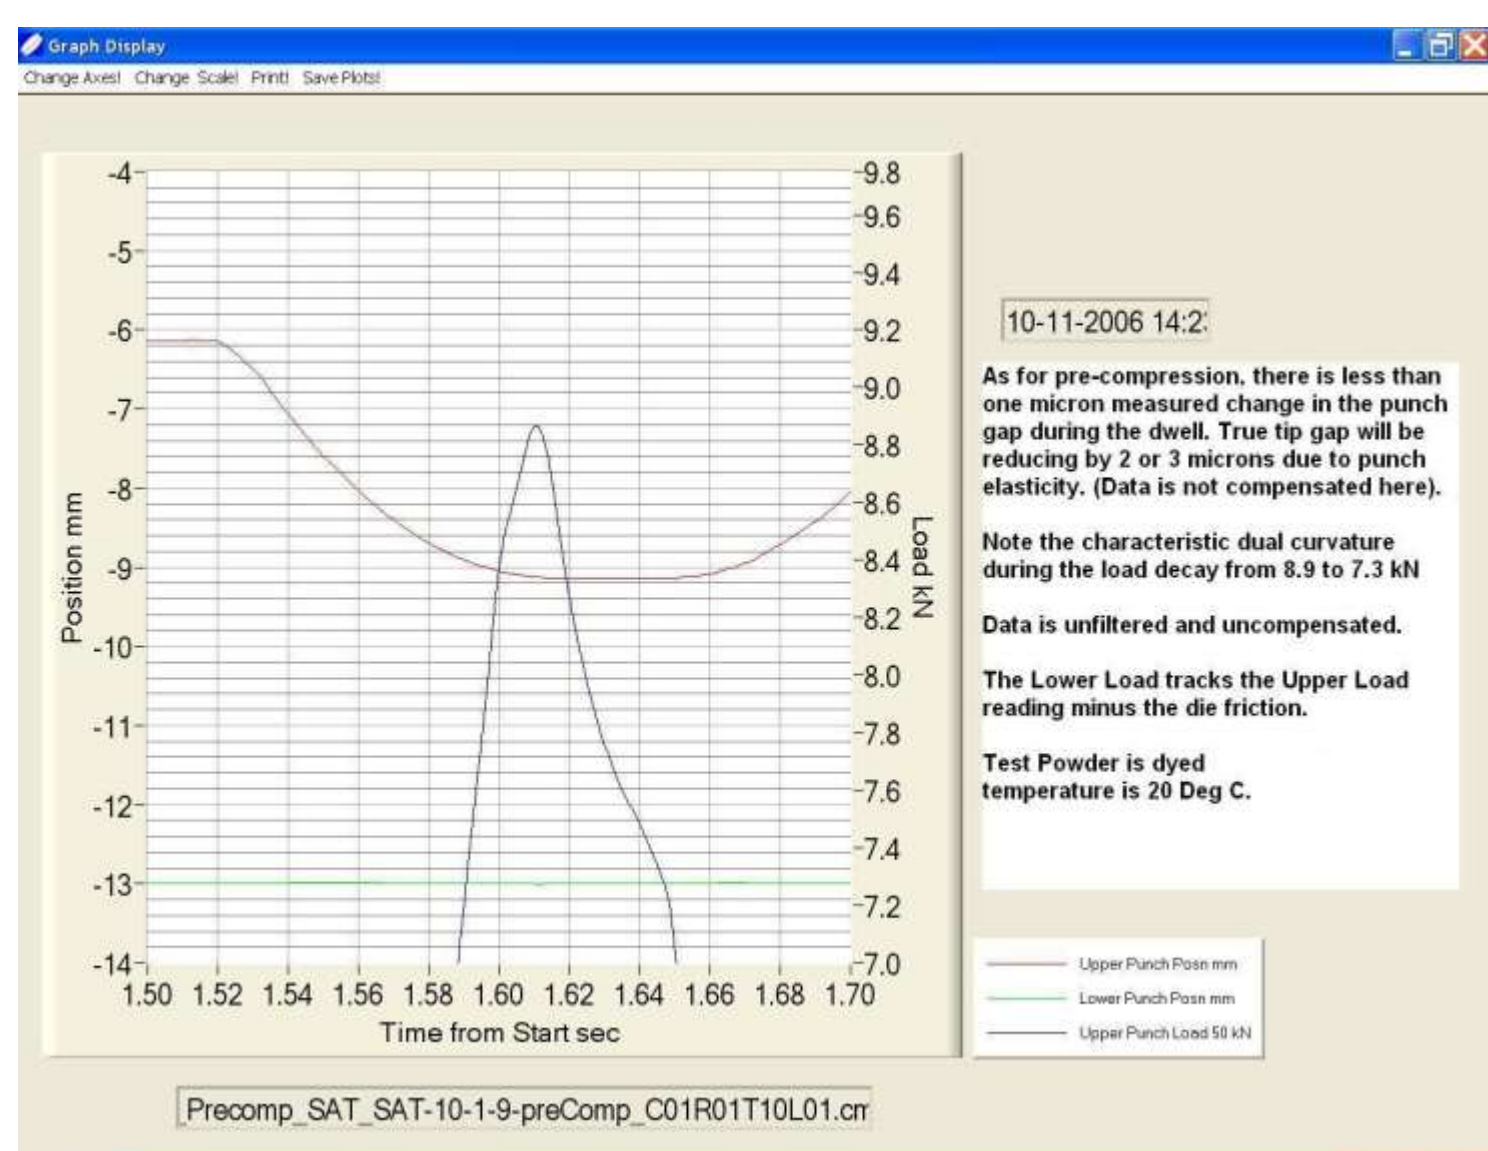 Graph Display
Change Axes! Change Scale! Print! Save Plots!
-4
-5
-6
-7
-8
-9
-10
-11
-12
-13
-14
Position mm
9.8
9.6
9.4
9.2
9.0
8.8
8.6
8.4
8.2
8.0
7.8
7.6
7.4
7.2
7.0
Load kN
1.50 1.52 1.54 1.56 1.58 1.60 1.62 1.64 1.66 1.68 1.70
Time from Start sec
10-11-2006 14:2
As for pre-compression, there is less than
one micron measured change in the punch
gap during the dwell. True tip gap will be
reducing by 2 or 3 microns due to punch
elasticity. (Data is not compensated here).
Note the characteristic dual curvature
during the load decay from 8.9 to 7.3 kN
Data is unfiltered and uncompensated.
The Lower Load tracks the Upper Load
reading minus the die friction.
Test Powder is dyed
temperature is 20 Deg C.
Upper Punch Posn mm
Lower Punch Posn mm
Upper Punch Load 50 kN
_Precomp_SAT_SAT-10-1-9-preComp_C01R01T10L01.cm